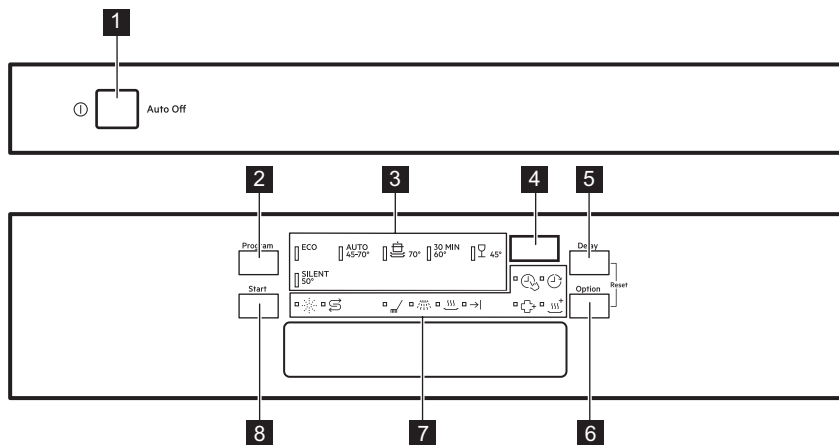 1
Auto Off
2
3
4
5
Program
ECO
AUTO
45-70°
70°
30 MIN
60°
45°
Delay
SILENT
50°
Start
Option
Reset
8
7
6